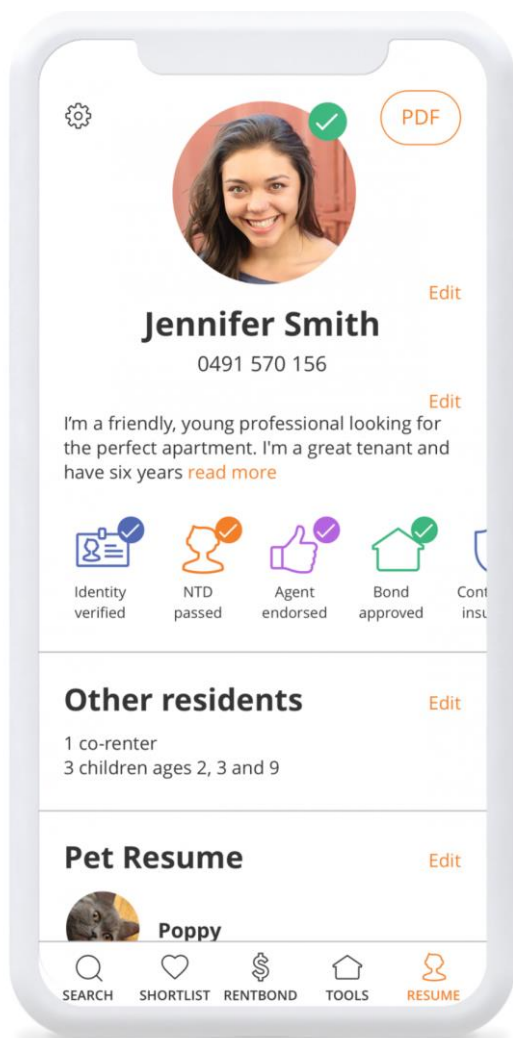 PDF
Edit
Jennifer Smith
0491 570 156
Edit
I'm a friendly, young professional looking for
the perfect apartment. I'm a great tenant and
have six years read more
Identity
verified
NTD
passed
Agent
endorsed
Bond
approved
Cont
insu
Other residents
Edit
1 co-renter
3 children ages 2, 3 and 9
Pet Resume
Edit
Poppy
SEARCH
SHORTLIST
RENTBOND
TOOLS
RESUME